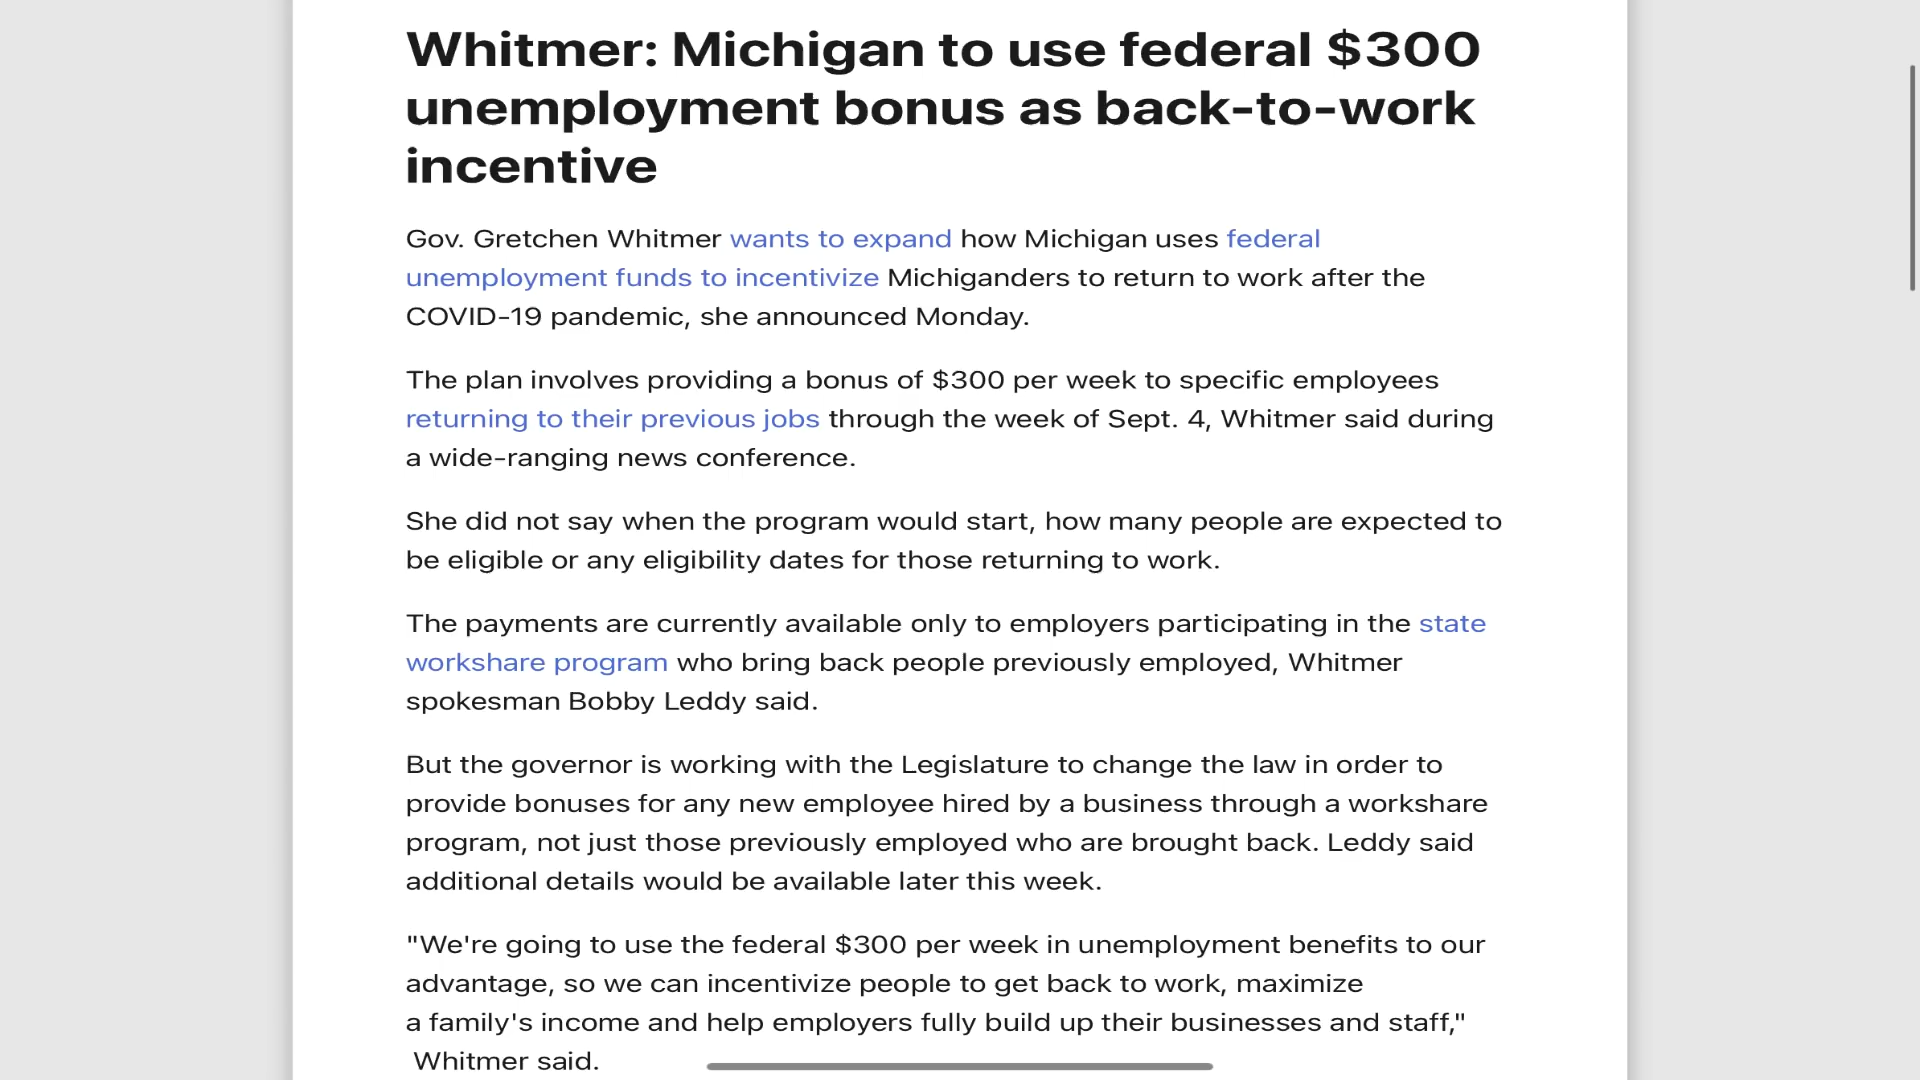 Whitmer: Michigan to use federal $300
unemployment bonus as back-to-work
incentive
Gov. Gretchen Whitmer wants to expand how Michigan uses federal
unemployment funds to incentivize Michiganders to return to work after the
COVID-19 pandemic, she announced Monday.
The plan involves providing a bonus of $300 per week to specific employees
returning to their previous jobs through the week of Sept. 4, Whitmer said during
a wide-ranging news conference.
She did not say when the program would start, how many people are expected to
be eligible or any eligibility dates for those returning to work.
The payments are currently available only to employers participating in the state
workshare program who bring back people previously employed, Whitmer
spokesman Bobby Leddy said.
But the governor is working with the Legislature to change the law in order to
provide bonuses for any new employee hired by a business through a workshare
program, not just those previously employed who are brought back. Leddy said
additional details would be available later this week.
"We're going to use the federal $300 per week in unemployment benefits to our
advantage, so we can incentivize people to get back to work, maximize
a family's income and help employers fully build up their businesses and staff,"
Whitmer said.